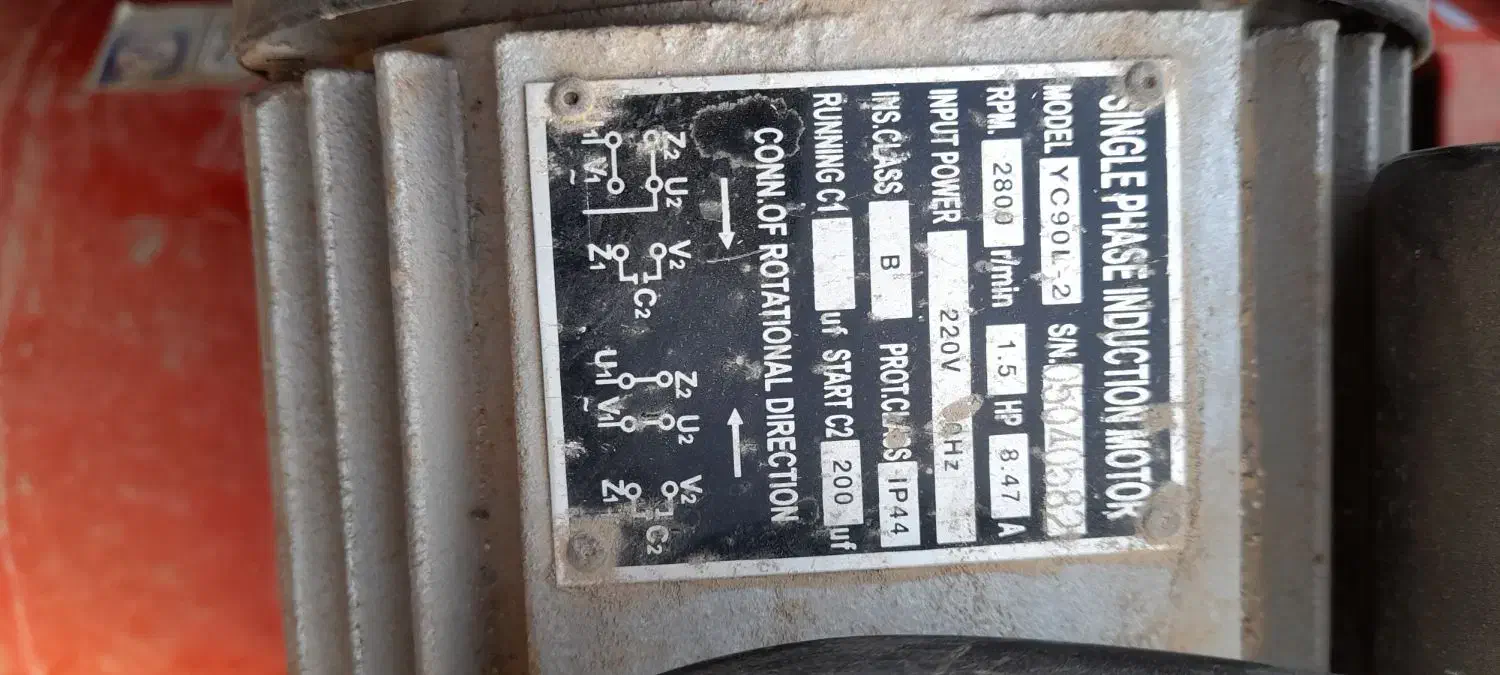 SINGLE PHASE INDUCTION MOTOR
MODEL YC90L-2 S/N. 05040582
RPM. 2800 r/min 1.5 HP 8.47 A
INPUT POWER 220V Hz
INS.CLASS B PROT.CLASS IP44
RUNNING C1 uf START C2 200 uf
CONN.OF ROTATIONAL DIRECTION
Z2 U2 V2 Z2 U2 V2
C2 C2
U1 V1 Z1 U1 V1 Z1
~ ~